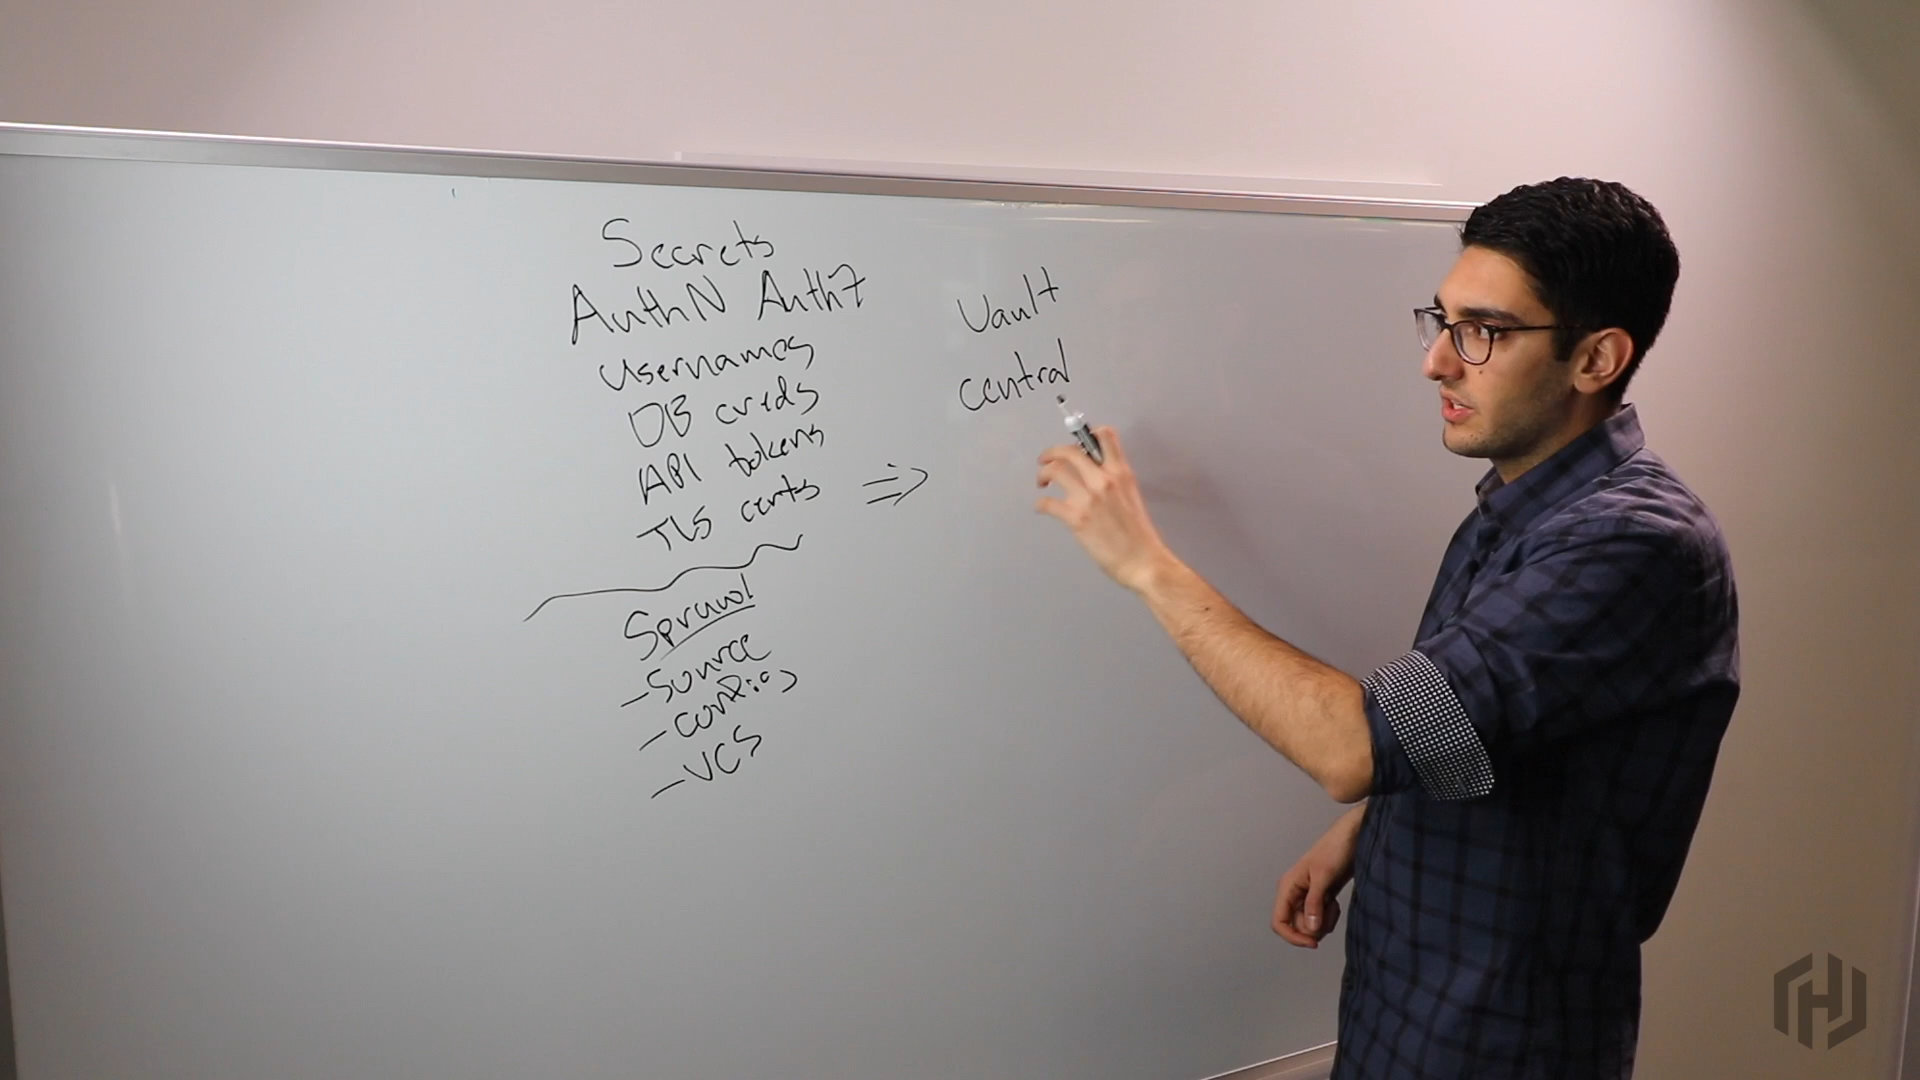 Secrets
AuthN AuthZ
Usernames
DB creds
API tokens
TLS certs
⇒
Sprawl
- Source
- Config
- VCS
Vault
central